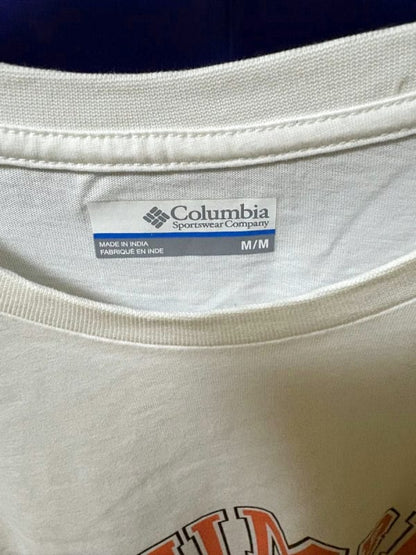 Columbia
Sportswear Company
MADE IN INDIA
FABRIQUÉ EN INDE
M/M